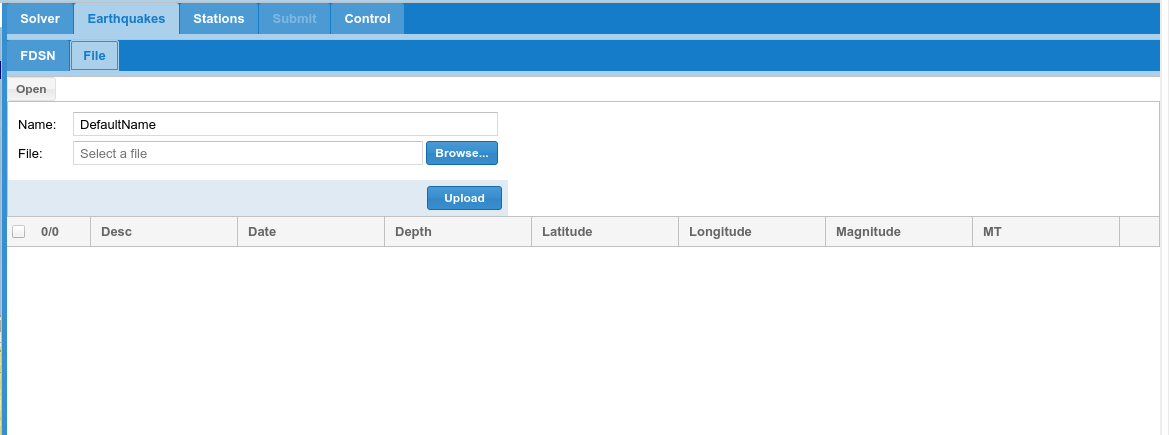 Solver Earthquakes Stations Submit Control
FDSN File
Open
Name: DefaultName
File: Select a file Browse...
Upload
0/0 Desc Date Depth Latitude Longitude Magnitude MT